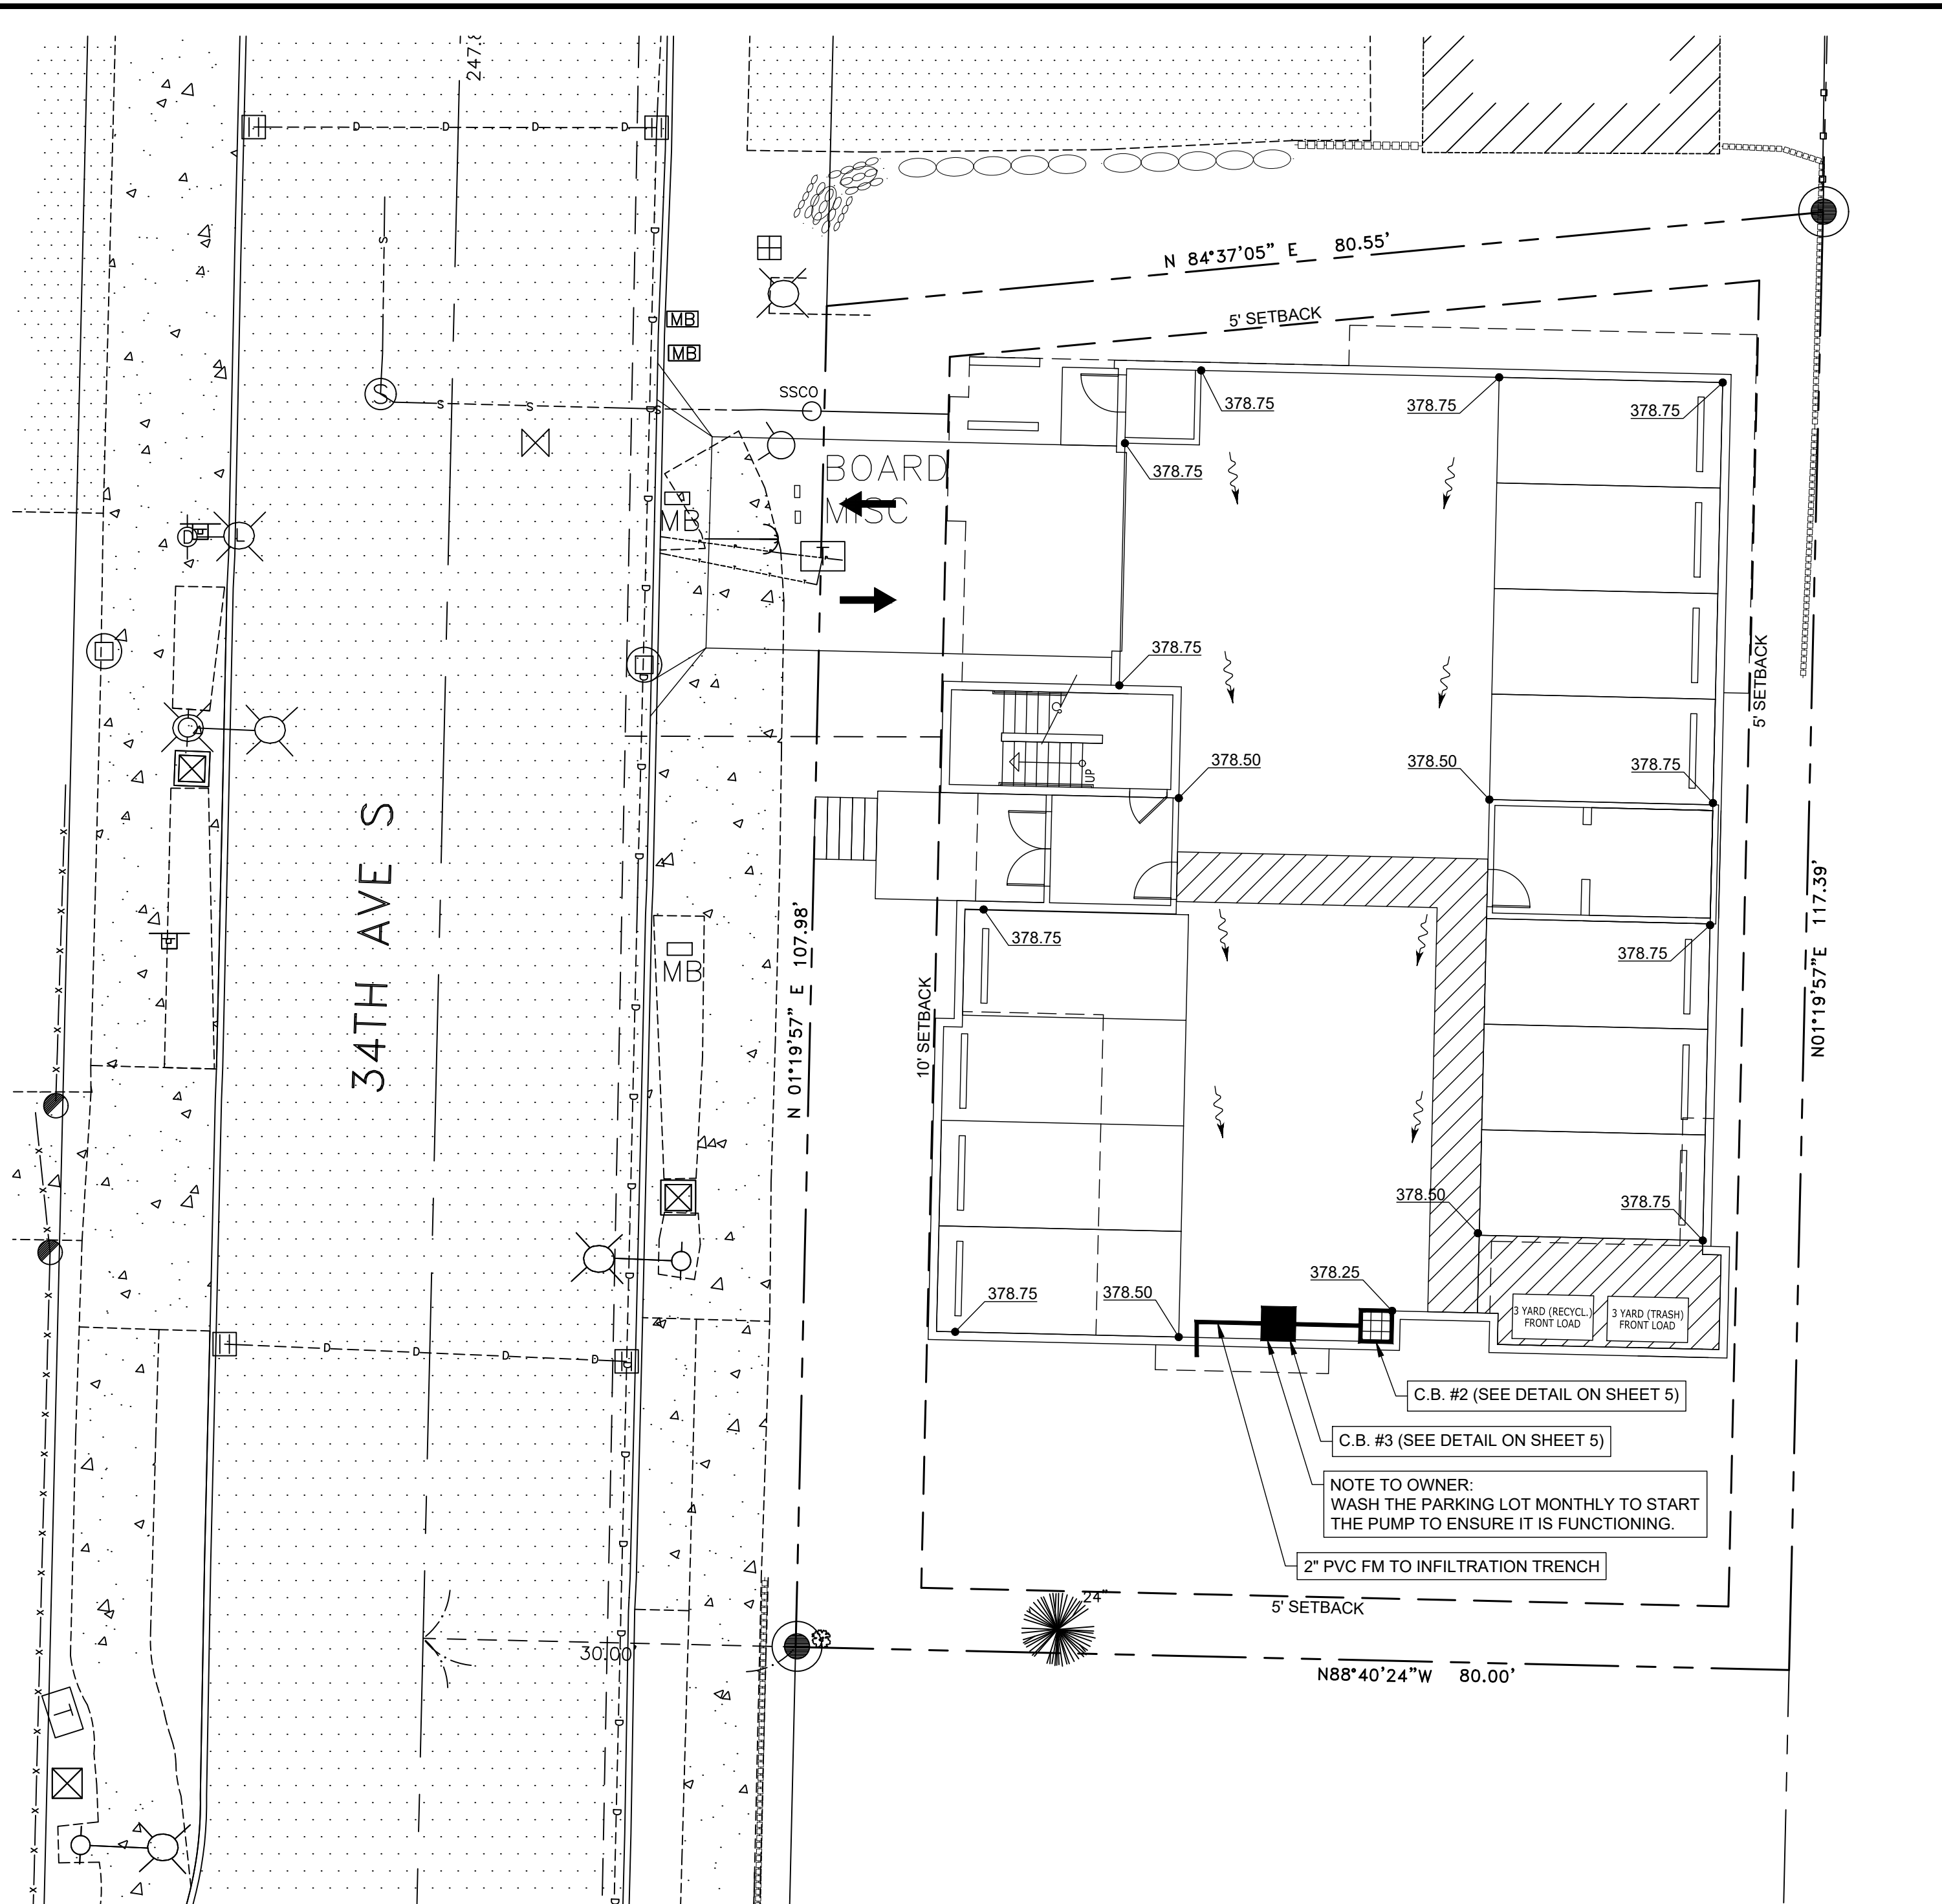 247.8
D D D D
N 84°37'05" E 80.55'
5' SETBACK
MB
MB
SSCO
S
S S S
378.75
378.75
378.75
BOARD
MISC
378.75
MB
T
D
L
378.75
5' SETBACK
378.50
378.50
378.75
UP
34TH AVE S
N 01°19'57" E 107.98'
N01°19'57"E 117.39'
378.75
378.75
MB
10' SETBACK
378.50
378.75
378.25
378.75
378.50
3 YARD (RECYCL.)
FRONT LOAD
3 YARD (TRASH)
FRONT LOAD
D D D D
C.B. #2 (SEE DETAIL ON SHEET 5)
C.B. #3 (SEE DETAIL ON SHEET 5)
NOTE TO OWNER:
WASH THE PARKING LOT MONTHLY TO START
THE PUMP TO ENSURE IT IS FUNCTIONING.
2" PVC FM TO INFILTRATION TRENCH
24"
5' SETBACK
30.00'
N88°40'24"W 80.00'
T